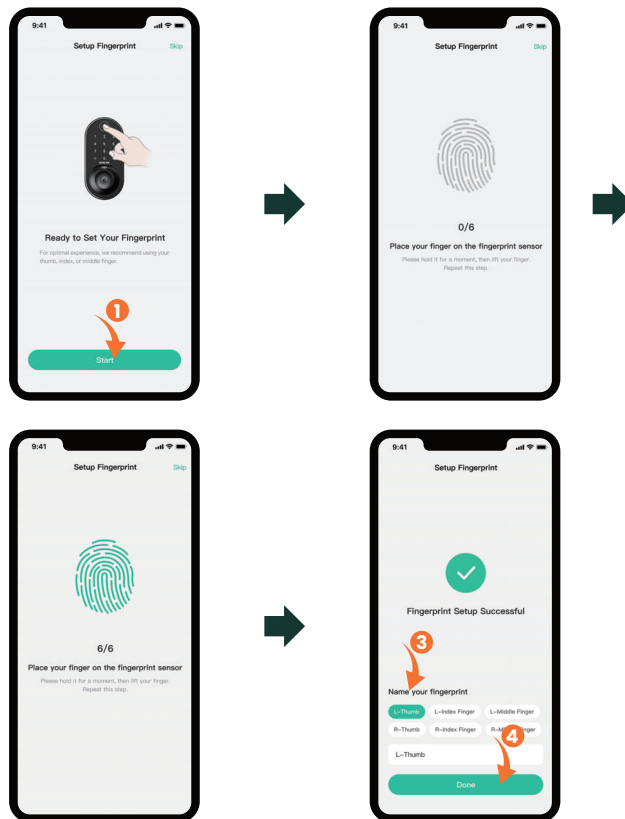 9:41
Setup Fingerprint Skip
Ready to Set Your Fingerprint
For optimal experience, we recommend using your
thumb, index, or middle finger.
1
Start
9:41
Setup Fingerprint Skip
0/6
Place your finger on the fingerprint sensor
Please hold it for a moment, then lift your finger.
Repeat this step.
9:41
Setup Fingerprint Skip
6/6
Place your finger on the fingerprint sensor
Please hold it for a moment, then lift your finger.
Repeat this step.
9:41
Setup Fingerprint
Fingerprint Setup Successful
3
Name your fingerprint
L-Thumb L-Index Finger L-Middle Finger
R-Thumb R-Index Finger
4
L-Thumb
Done